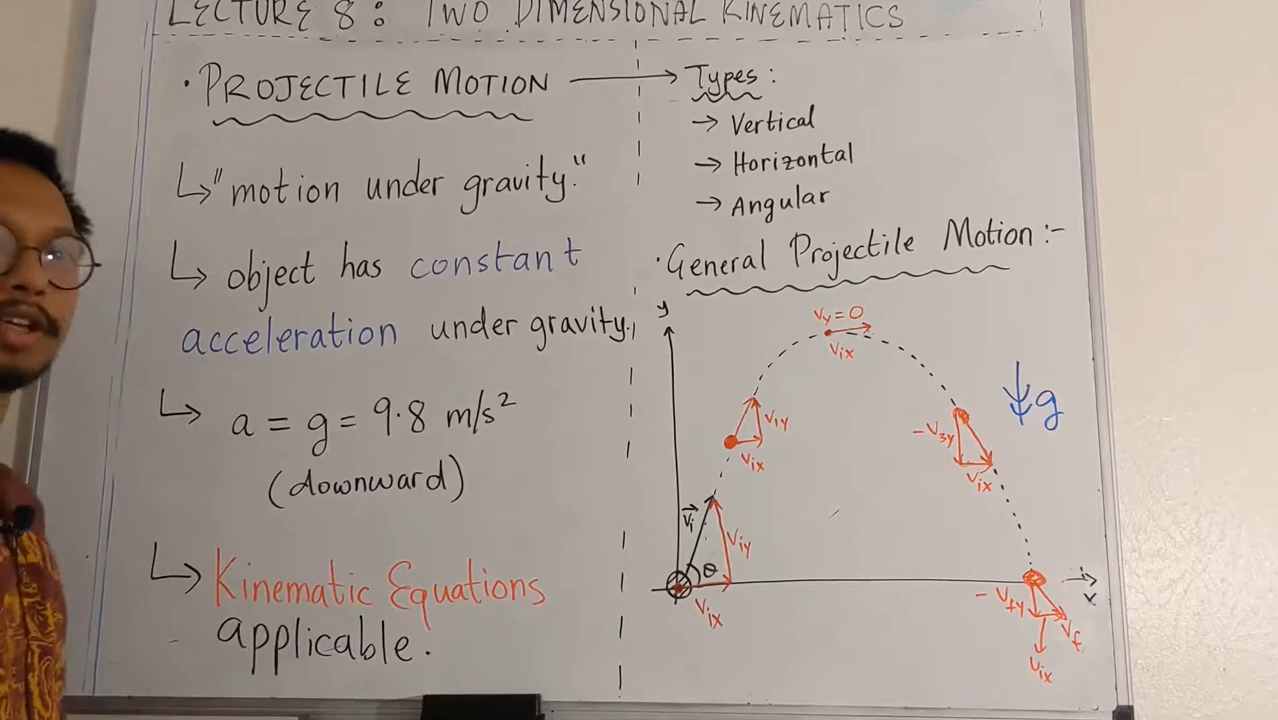 LECTURE 8: TWO DIMENSIONAL KINEMATICS
· PROJECTILE MOTION
"motion under gravity."
object has constant
acceleration under gravity.
a = g = 9.8 m/s²
(downward)
Kinematic Equations
applicable.
Types:
→ Vertical
→ Horizontal
→ Angular
· General Projectile Motion :-
y
Vy = 0
Vix
V1y
Vix
g
-V3y
Vix
Vi
Viy
θ
Vix
x
-Vfy
Vf
Vix